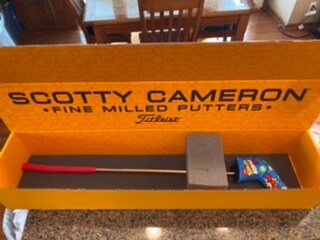 SCOTTY CAMERON
• FINE MILLED PUTTERS •
Titleist